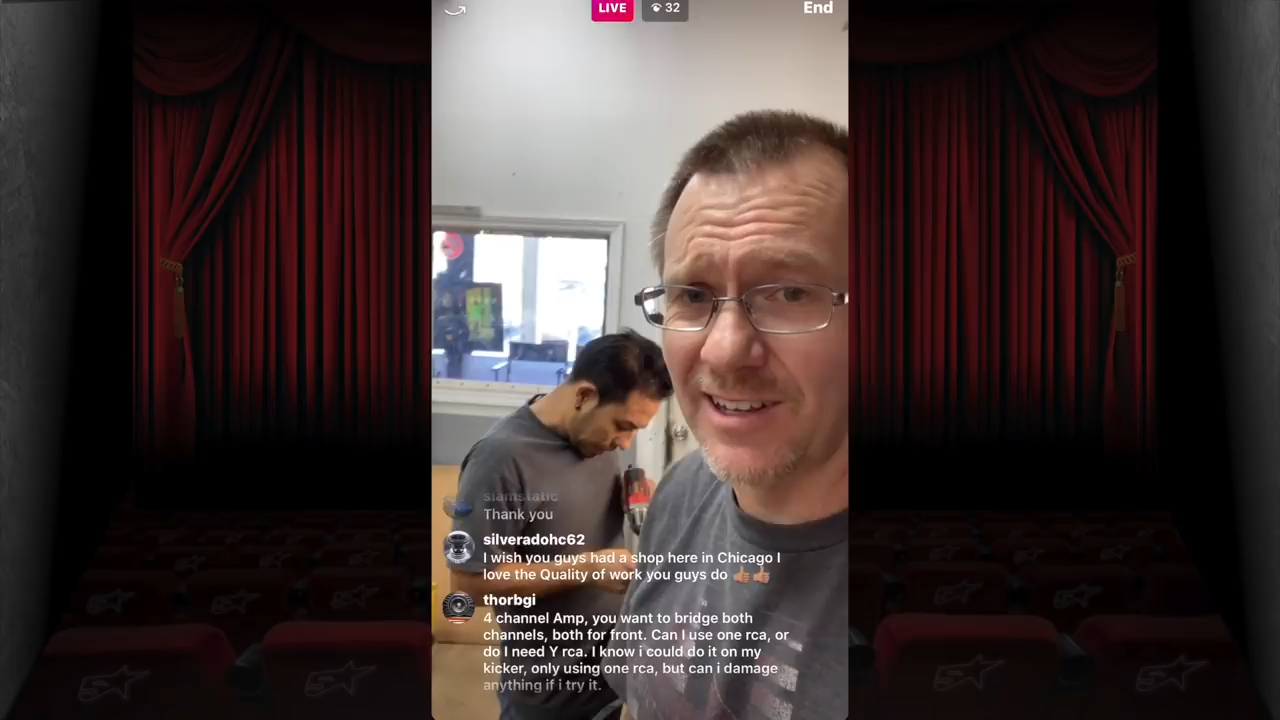 LIVE
32
End
siamstatic
Thank you
silveradohc62
I wish you guys had a shop here in Chicago I
love the Quality of work you guys do 👍🏽👍🏽
thorbgi
4 channel Amp, you want to bridge both
channels, both for front. Can I use one rca, or
do I need Y rca. I know i could do it on my
kicker, only using one rca, but can i damage
anything if i try it.